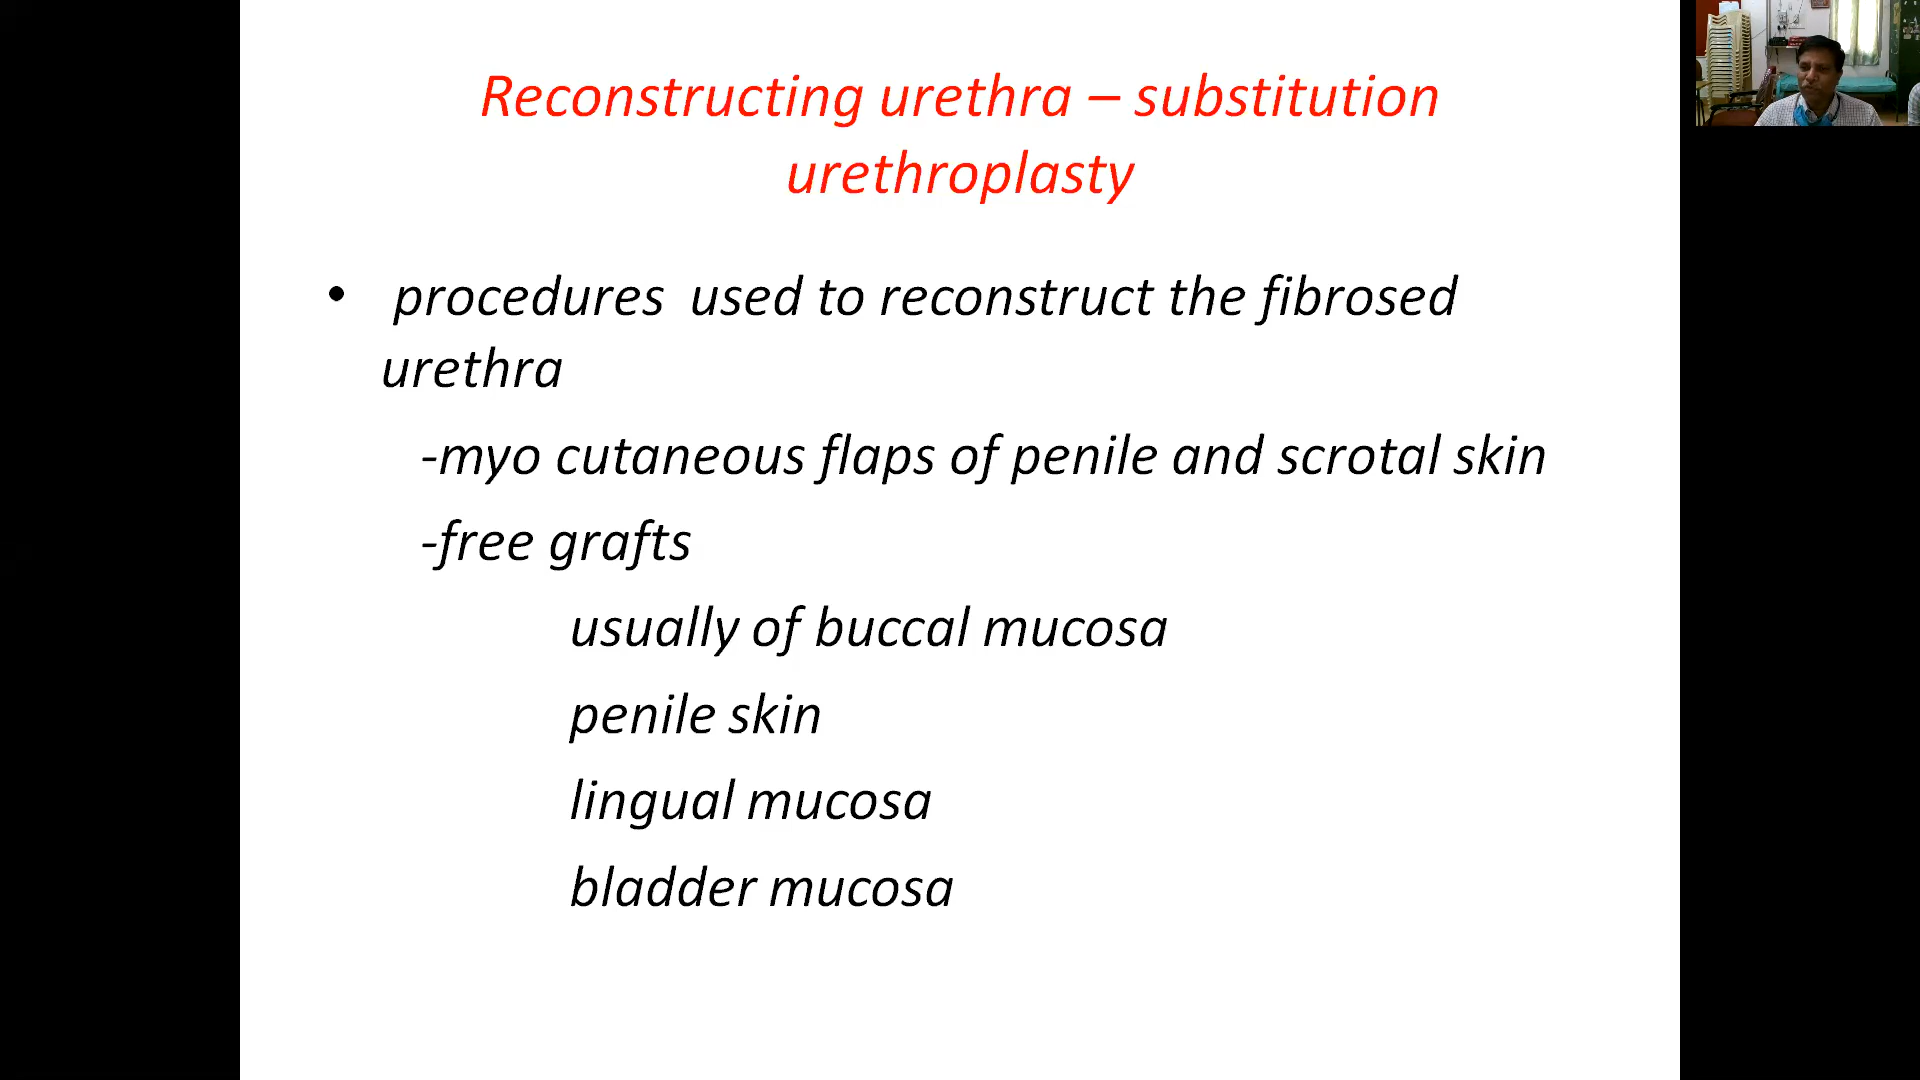 Reconstructing urethra – substitution
urethroplasty
• procedures used to reconstruct the fibrosed
urethra
-myo cutaneous flaps of penile and scrotal skin
-free grafts
usually of buccal mucosa
penile skin
lingual mucosa
bladder mucosa